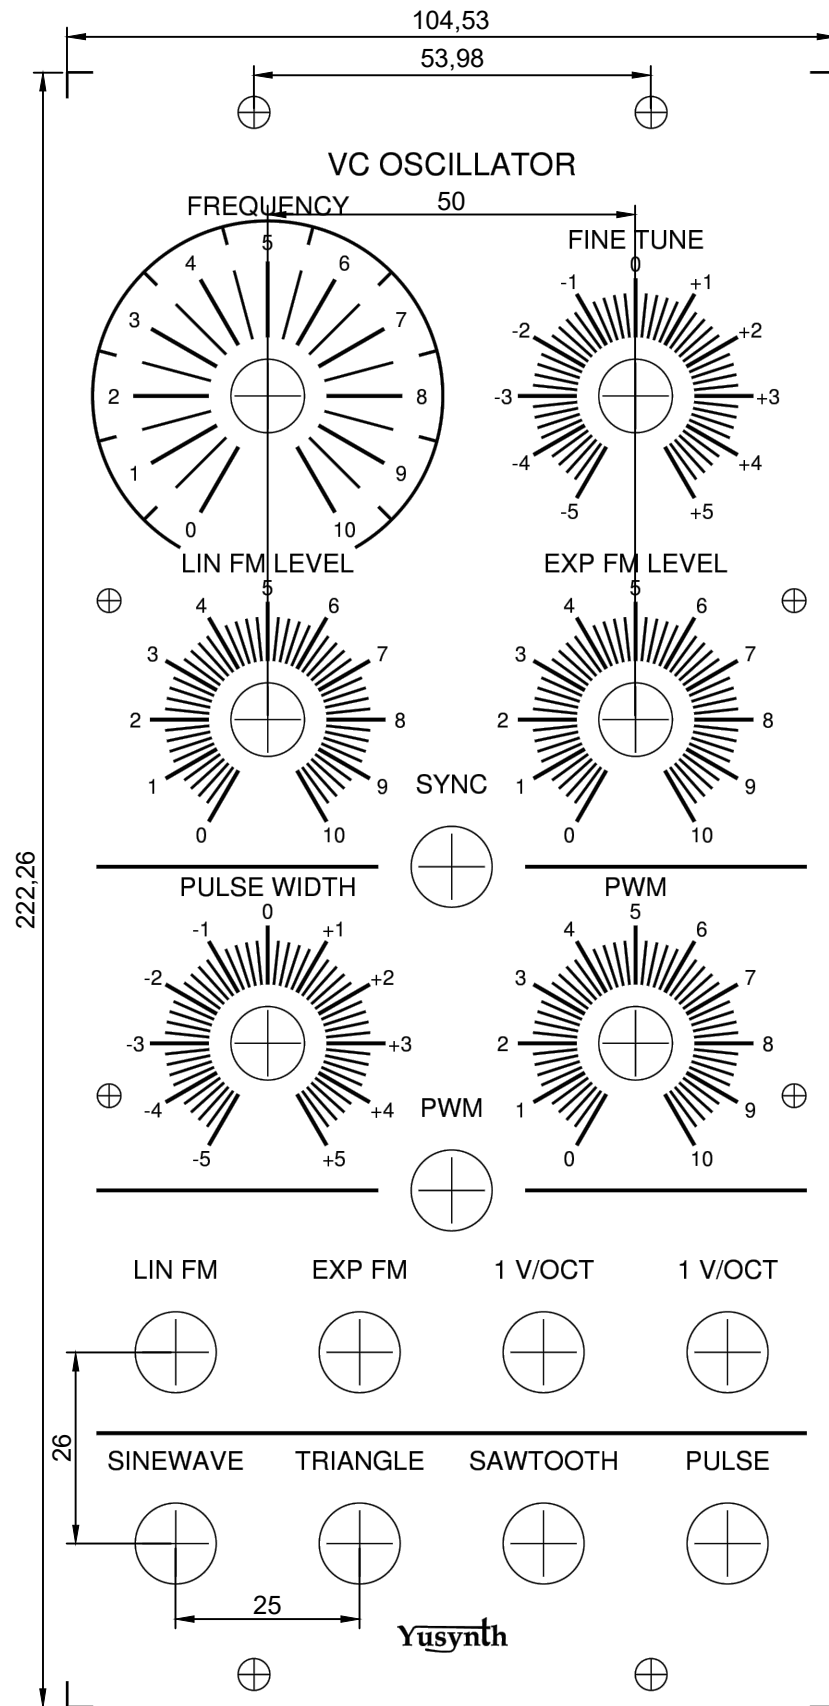 104,53
53,98
VC OSCILLATOR
FREQUENCY
50
FINE TUNE
0 1 2 3 4 5 6 7 8 9 10
-5 -4 -3 -2 -1 0 +1 +2 +3 +4 +5
LIN FM LEVEL
EXP FM LEVEL
0 1 2 3 4 5 6 7 8 9 10
0 1 2 3 4 5 6 7 8 9 10
SYNC
222,26
PULSE WIDTH
PWM
-5 -4 -3 -2 -1 0 +1 +2 +3 +4 +5
0 1 2 3 4 5 6 7 8 9 10
PWM
LIN FM EXP FM 1 V/OCT 1 V/OCT
26
SINEWAVE TRIANGLE SAWTOOTH PULSE
25
Yusynth